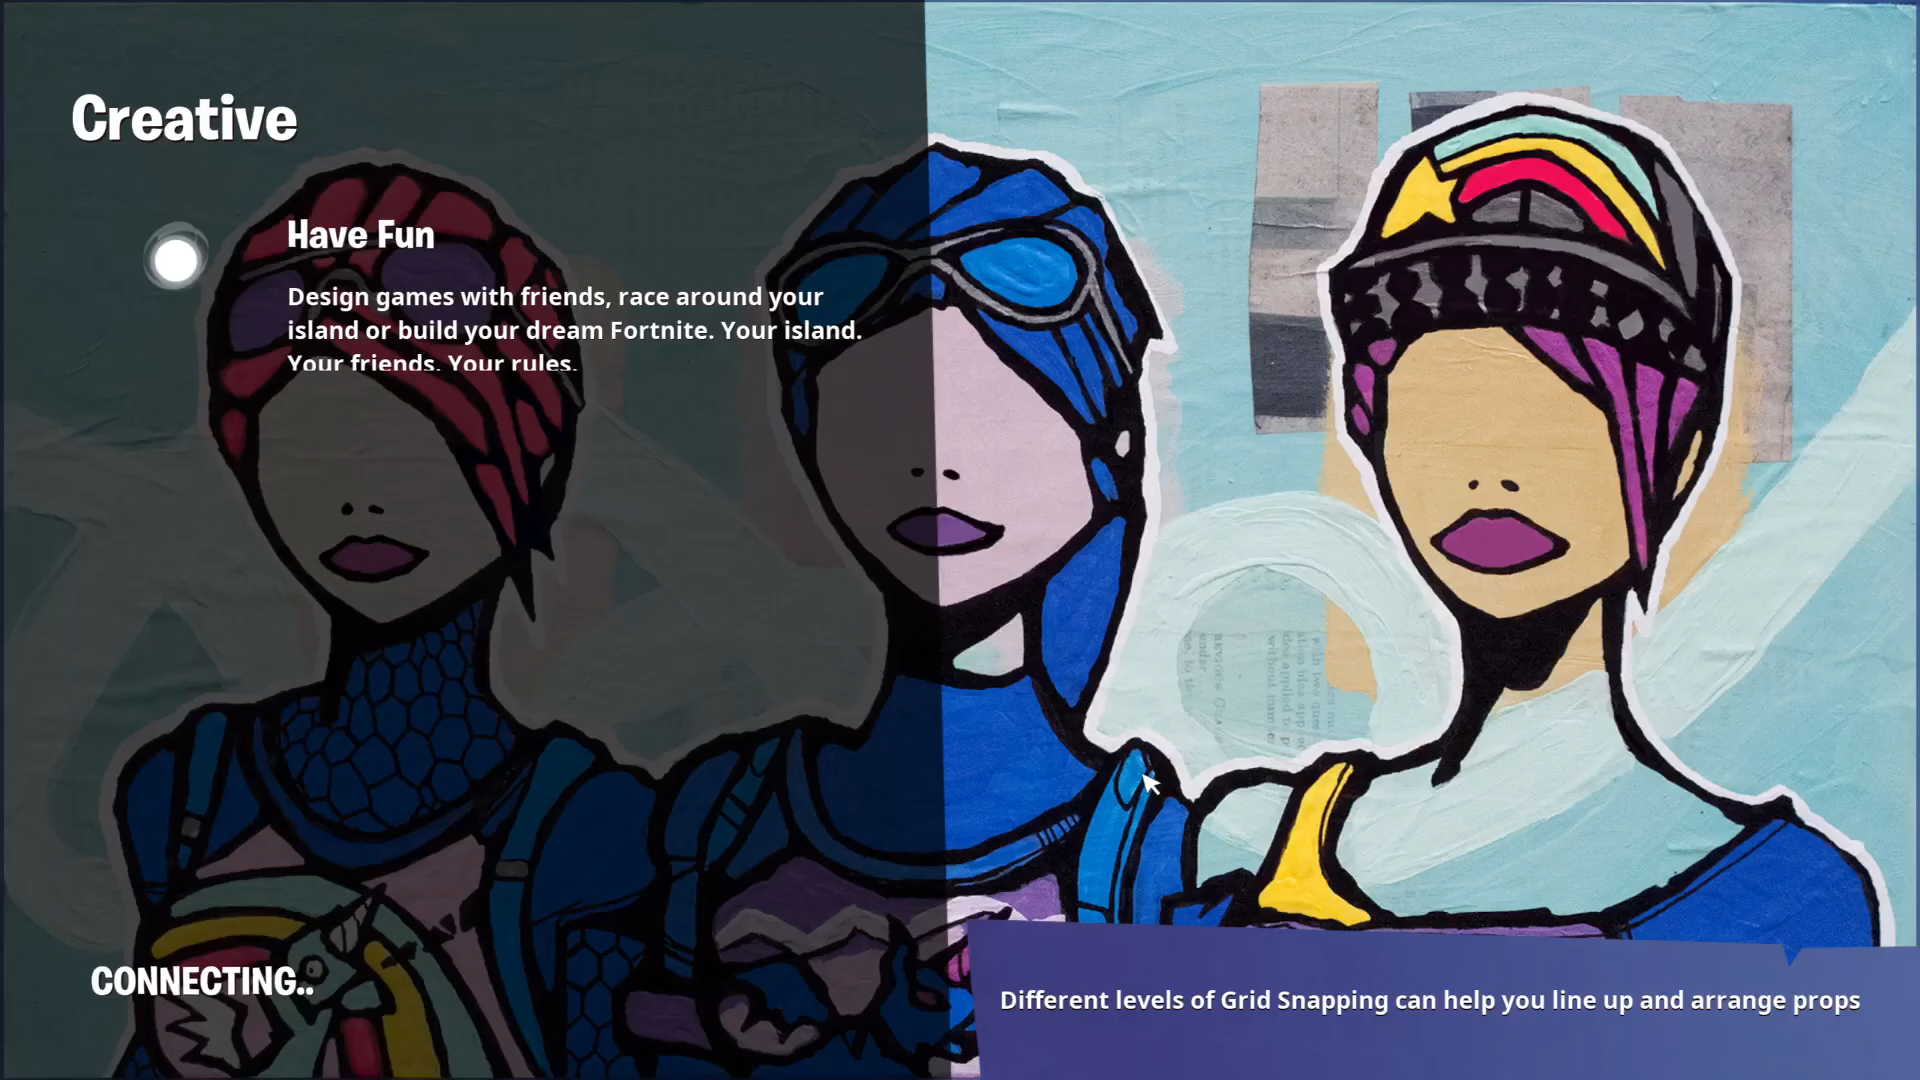 Creative
Have Fun
Design games with friends, race around your
island or build your dream Fortnite. Your island.
Your friends. Your rules.
CONNECTING..
Different levels of Grid Snapping can help you line up and arrange props